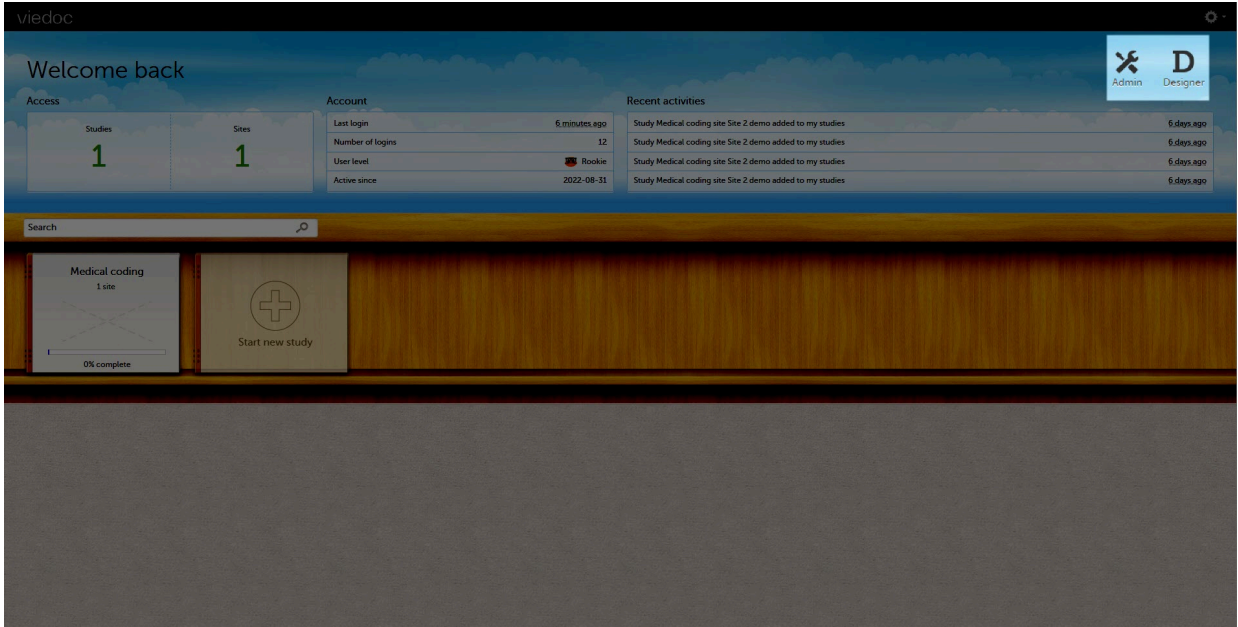 viedoc
Welcome back
Admin
D
Designer
Access
Studies
1
Sites
1
Account
Last login 6 minutes ago
Number of logins 12
User level Rookie
Active since 2022-08-31
Recent activities
Study Medical coding site Site 2 demo added to my studies 6 days ago
Study Medical coding site Site 2 demo added to my studies 6 days ago
Study Medical coding site Site 2 demo added to my studies 6 days ago
Study Medical coding site Site 2 demo added to my studies 6 days ago
Search
Medical coding
1 site
0% complete
Start new study